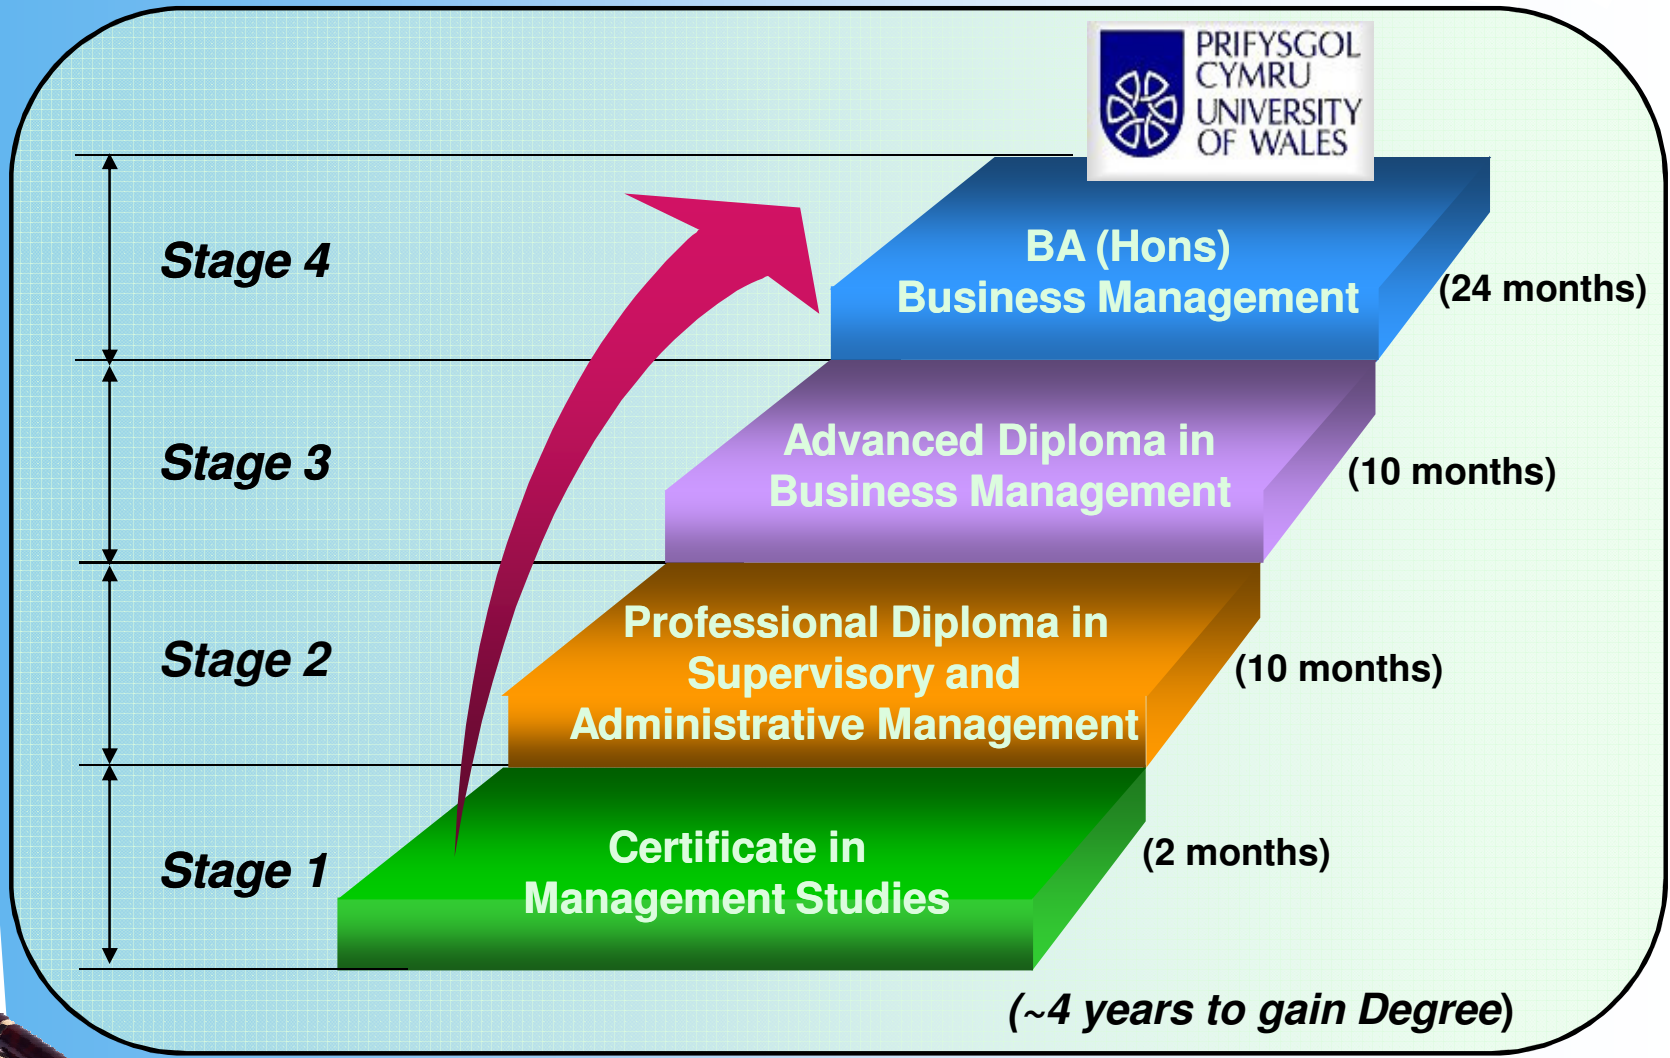 PRIFYSGOL
CYMRU
UNIVERSITY
OF WALES
Stage 4
BA (Hons)
Business Management
(24 months)
Stage 3
Advanced Diploma in
Business Management
(10 months)
Stage 2
Professional Diploma in
Supervisory and
Administrative Management
(10 months)
Stage 1
Certificate in
Management Studies
(2 months)
(~4 years to gain Degree)